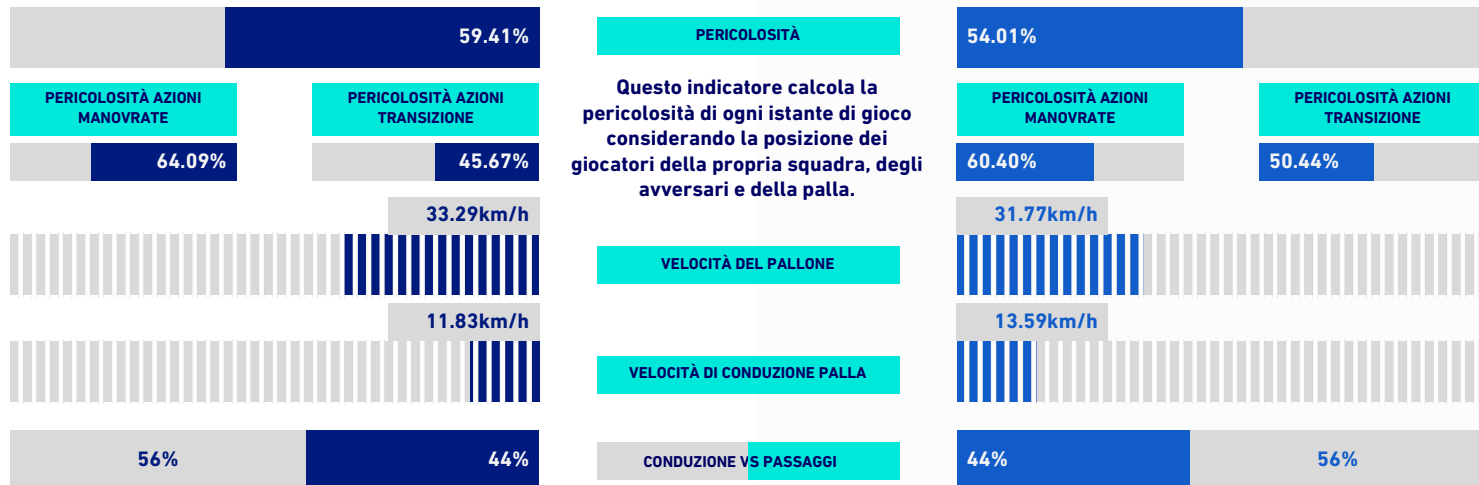 59.41%
PERICOLOSITÀ
54.01%
PERICOLOSITÀ AZIONI
MANOVRATE
PERICOLOSITÀ AZIONI
TRANSIZIONE
Questo indicatore calcola la
pericolosità di ogni istante di gioco
considerando la posizione dei
giocatori della propria squadra, degli
avversari e della palla.
PERICOLOSITÀ AZIONI
MANOVRATE
PERICOLOSITÀ AZIONI
TRANSIZIONE
64.09%
45.67%
60.40%
50.44%
33.29km/h
31.77km/h
VELOCITÀ DEL PALLONE
11.83km/h
13.59km/h
VELOCITÀ DI CONDUZIONE PALLA
56%
44%
CONDUZIONE VS PASSAGGI
44%
56%